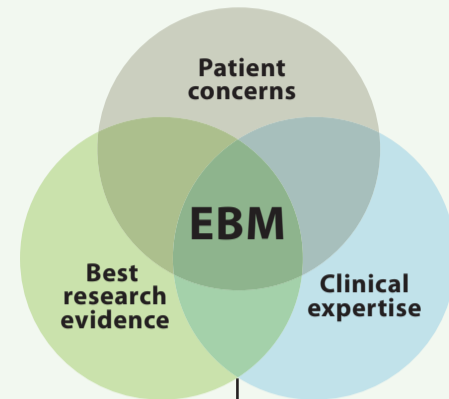 Patient
concerns
EBM
Best
research
evidence
Clinical
expertise